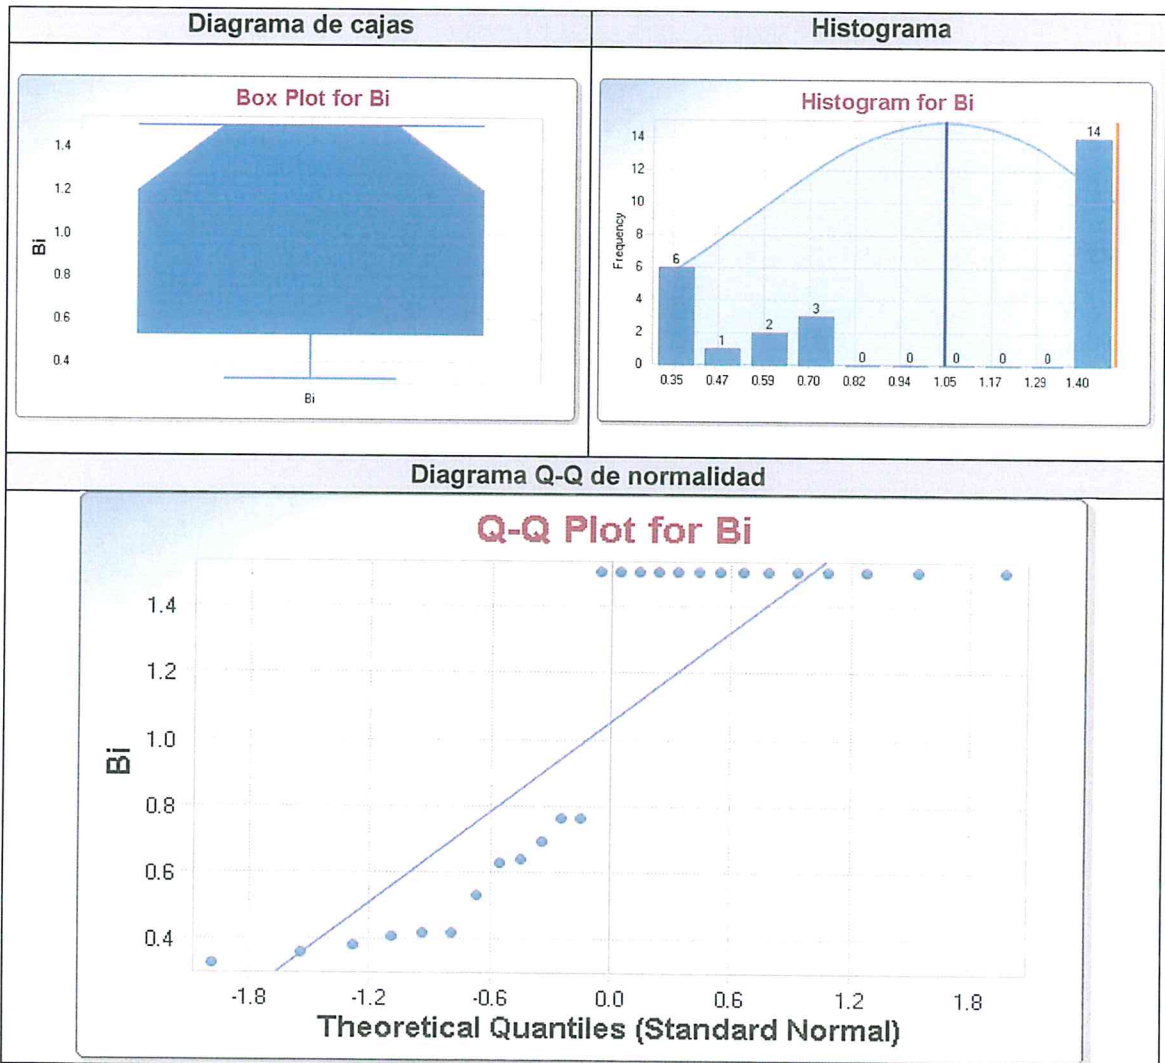 Diagrama de cajas
Histograma
Box Plot for Bi
1.4
1.2
1.0
0.8
0.6
0.4
Bi
Bi
Histogram for Bi
14
12
10
8
6
4
2
0
Frequency
6
1
2
3
0
0
0
0
0
14
0.35 0.47 0.59 0.70 0.82 0.94 1.05 1.17 1.29 1.40
Diagrama Q-Q de normalidad
Q-Q Plot for Bi
1.4
1.2
1.0
0.8
0.6
0.4
Bi
-1.8 -1.2 -0.6 0.0 0.6 1.2 1.8
Theoretical Quantiles (Standard Normal)